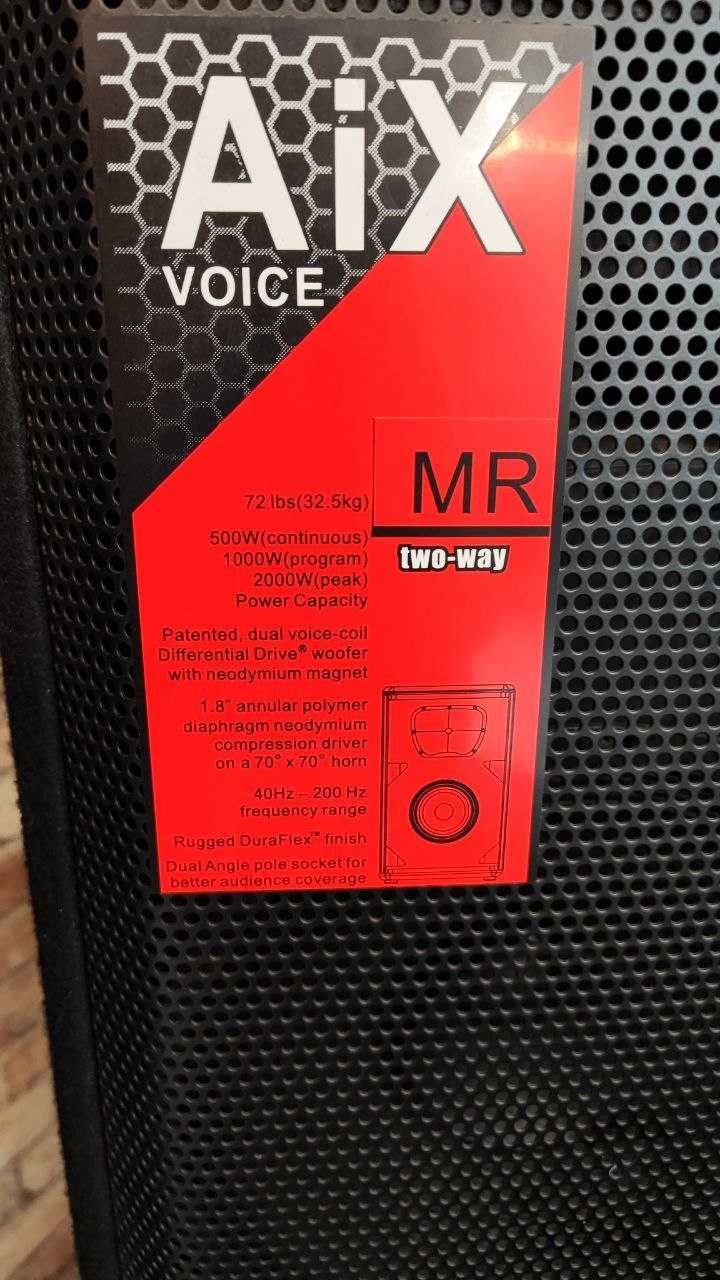 AiX
VOICE
MR
two-way
72 lbs(32.5kg)
500W(continuous)
1000W(program)
2000W(peak)
Power Capacity
Patented, dual voice-coil
Differential Drive® woofer
with neodymium magnet
1.8" annular polymer
diaphragm neodymium
compression driver
on a 70° x 70° horn
40Hz – 200 Hz
frequency range
Rugged DuraFlex™ finish
Dual Angle pole socket for
better audience coverage